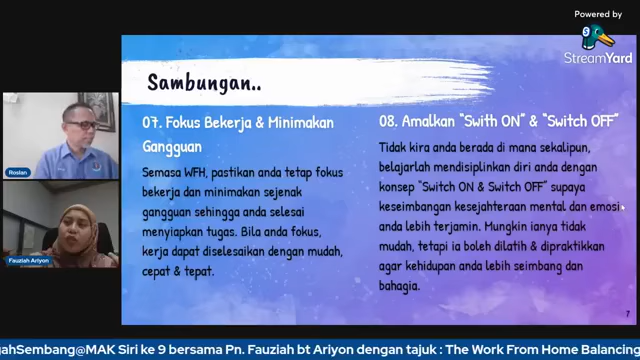 Powered by
StreamYard
Sambungan..
07. Fokus Bekerja & Minimakan
Gangguan
Semasa WFH, pastikan anda tetap fokus
bekerja dan minimakan sejenak
gangguan sehingga anda selesai
menyiapkan tugas. Bila anda fokus,
kerja dapat diselesaikan dengan mudah,
cepat & tepat.
08. Amalkan "Swith ON" & "Switch OFF"
Tidak kira anda berada di mana sekalipun,
belajarlah mendisiplinkan diri anda dengan
konsep "Switch ON & Switch OFF" supaya
keseimbangan kesejahteraan mental dan emosi
anda lebih terjamin. Mungkin ianya tidak
mudah, tetapi ia boleh dilatih & dipraktikkan
agar kehidupan anda lebih seimbang dan
bahagia.
7
Roslan
Fauziah Ariyon
gahSembang@MAK Siri ke 9 bersama Pn. Fauziah bt Ariyon dengan tajuk : The Work From Home Balancing